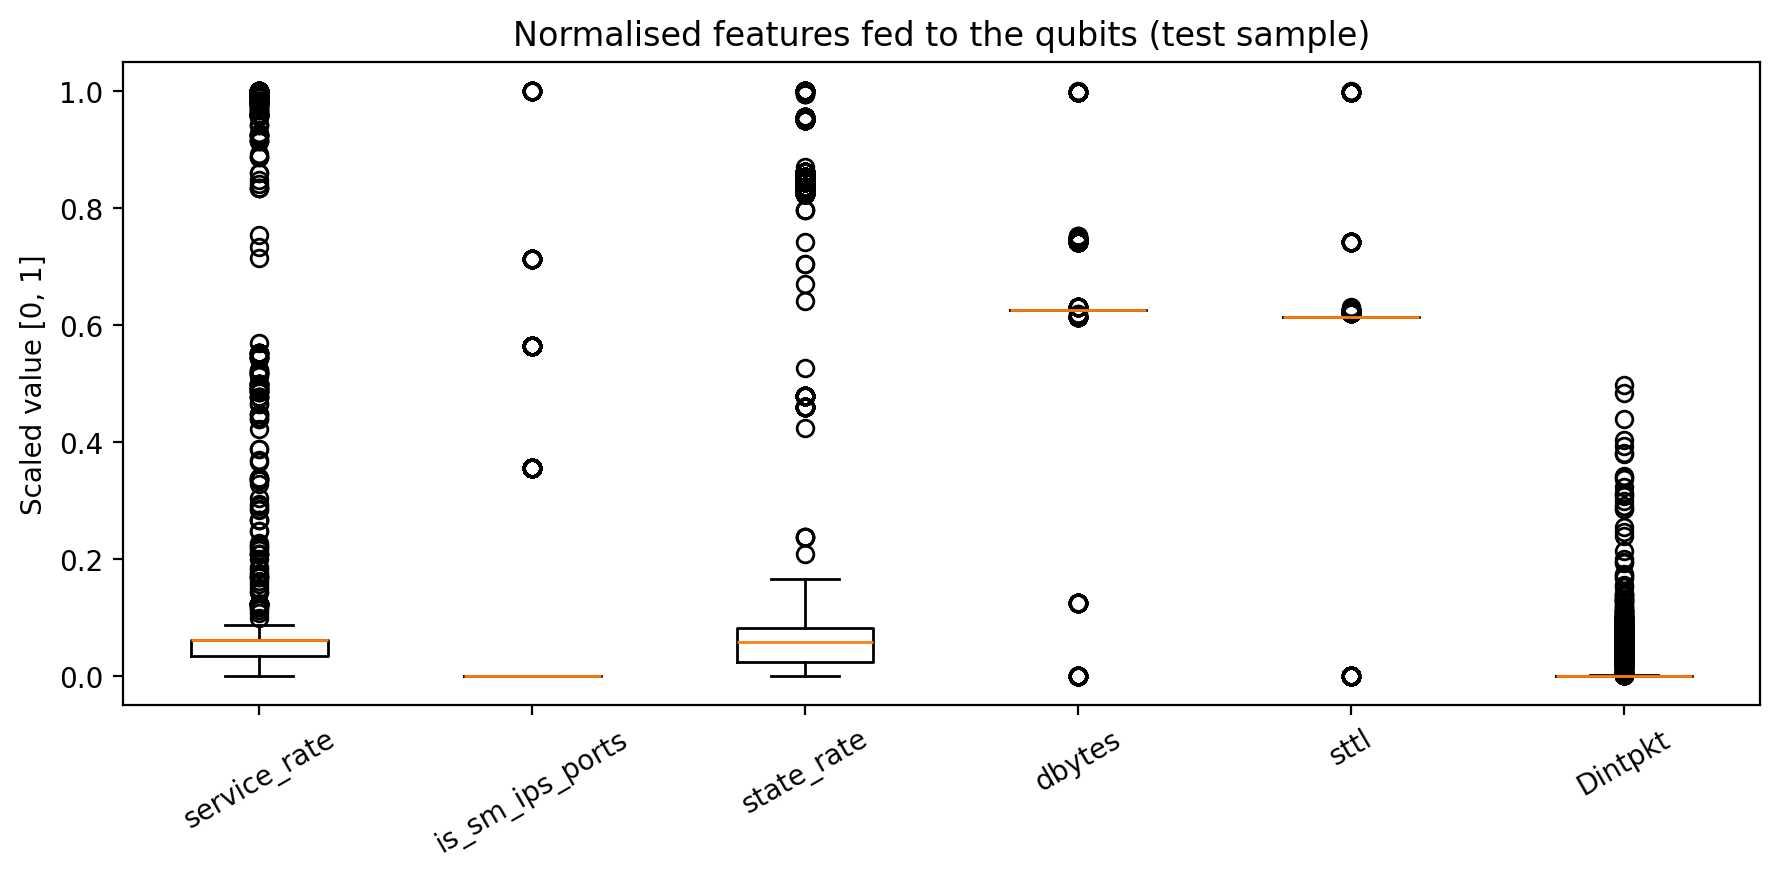 Normalised features fed to the qubits (test sample)
Scaled value [0, 1]
1.0
0.8
0.6
0.4
0.2
0.0
service_rate
is_sm_ips_ports
state_rate
dbytes
sttl
Dintpkt